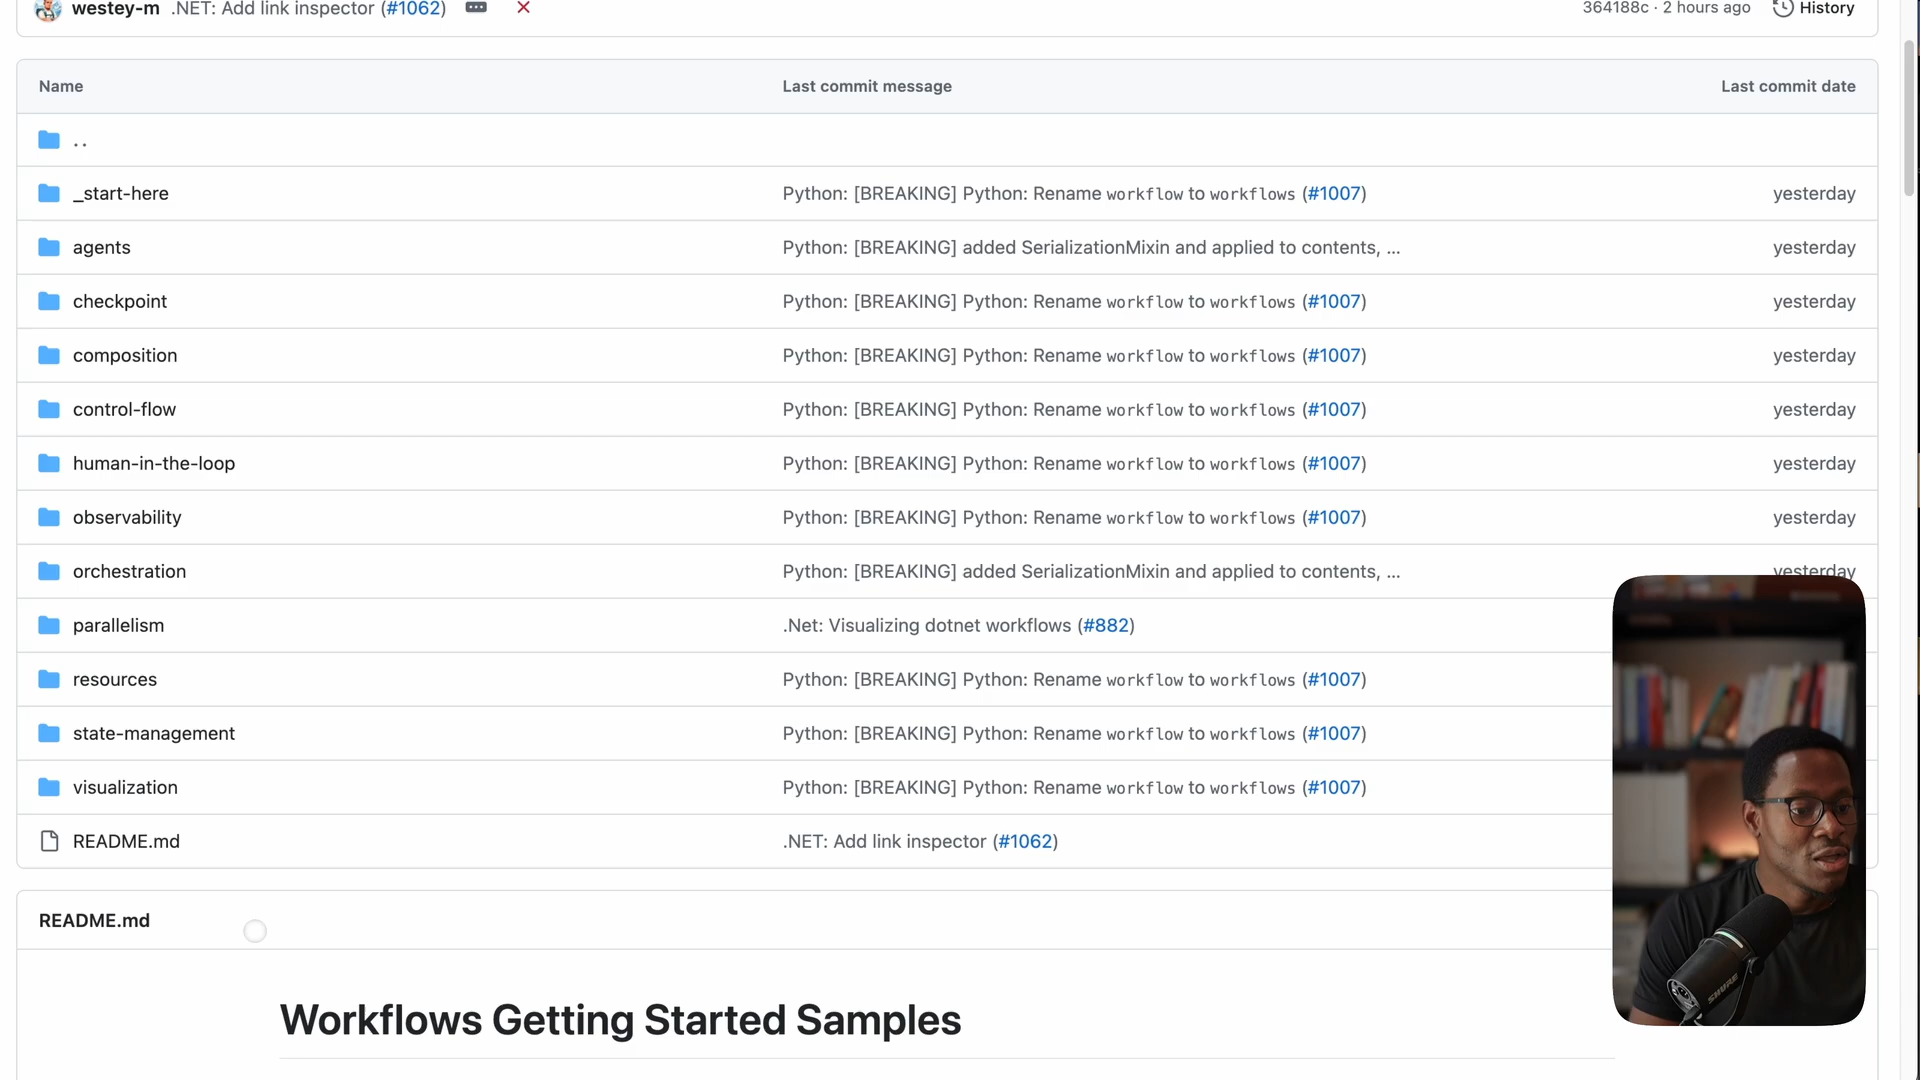 westey-m .NET: Add link inspector (#1062) 364188c · 2 hours ago History
Name Last commit message Last commit date
..
_start-here Python: [BREAKING] Python: Rename workflow to workflows (#1007) yesterday
agents Python: [BREAKING] added SerializationMixin and applied to contents, ... yesterday
checkpoint Python: [BREAKING] Python: Rename workflow to workflows (#1007) yesterday
composition Python: [BREAKING] Python: Rename workflow to workflows (#1007) yesterday
control-flow Python: [BREAKING] Python: Rename workflow to workflows (#1007) yesterday
human-in-the-loop Python: [BREAKING] Python: Rename workflow to workflows (#1007) yesterday
observability Python: [BREAKING] Python: Rename workflow to workflows (#1007) yesterday
orchestration Python: [BREAKING] added SerializationMixin and applied to contents, ... yesterday
parallelism .Net: Visualizing dotnet workflows (#882)
resources Python: [BREAKING] Python: Rename workflow to workflows (#1007)
state-management Python: [BREAKING] Python: Rename workflow to workflows (#1007)
visualization Python: [BREAKING] Python: Rename workflow to workflows (#1007)
README.md .NET: Add link inspector (#1062)
README.md
Workflows Getting Started Samples
SHURE